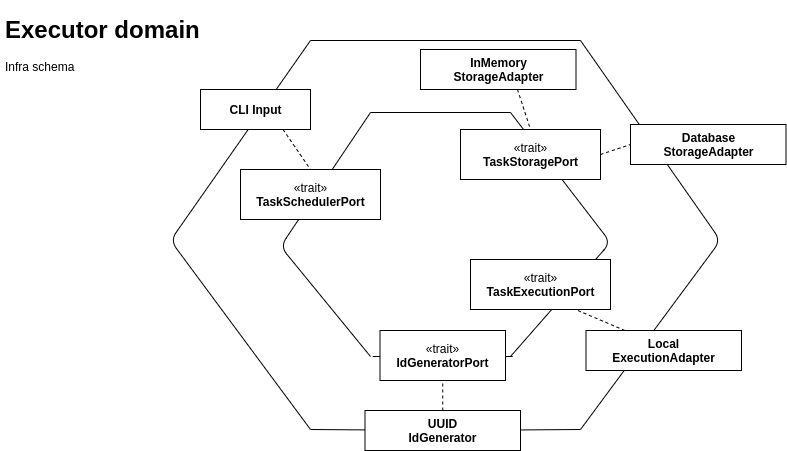 Executor domain
Infra schema
InMemory
StorageAdapter
CLI Input
Database
StorageAdapter
«trait»
TaskStoragePort
«trait»
TaskSchedulerPort
«trait»
TaskExecutionPort
«trait»
IdGeneratorPort
Local
ExecutionAdapter
UUID
IdGenerator